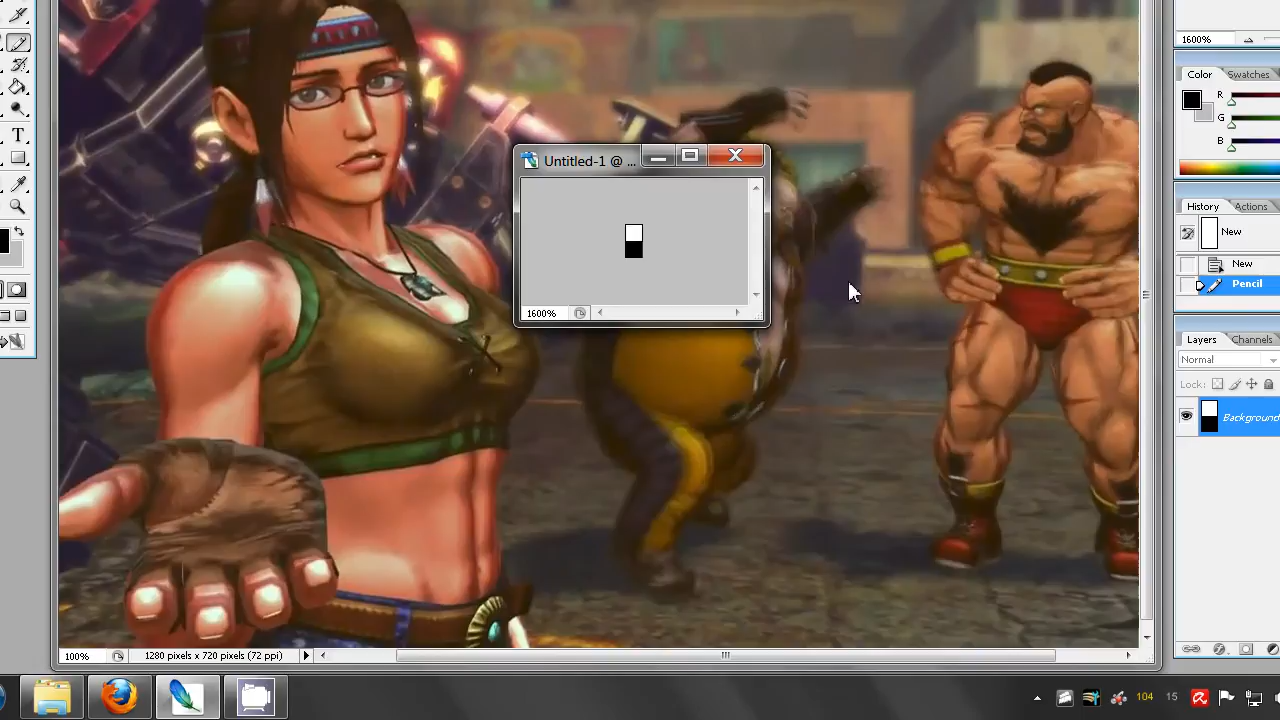 1600%
Color
Swatches
R
G
B
Untitled-1 @ ...
T
History
Actions
New
New
Pencil
1600%
Layers
Channels
Normal
Lock:
Background
100%
1280 pixels x 720 pixels (72 ppi)
104
15